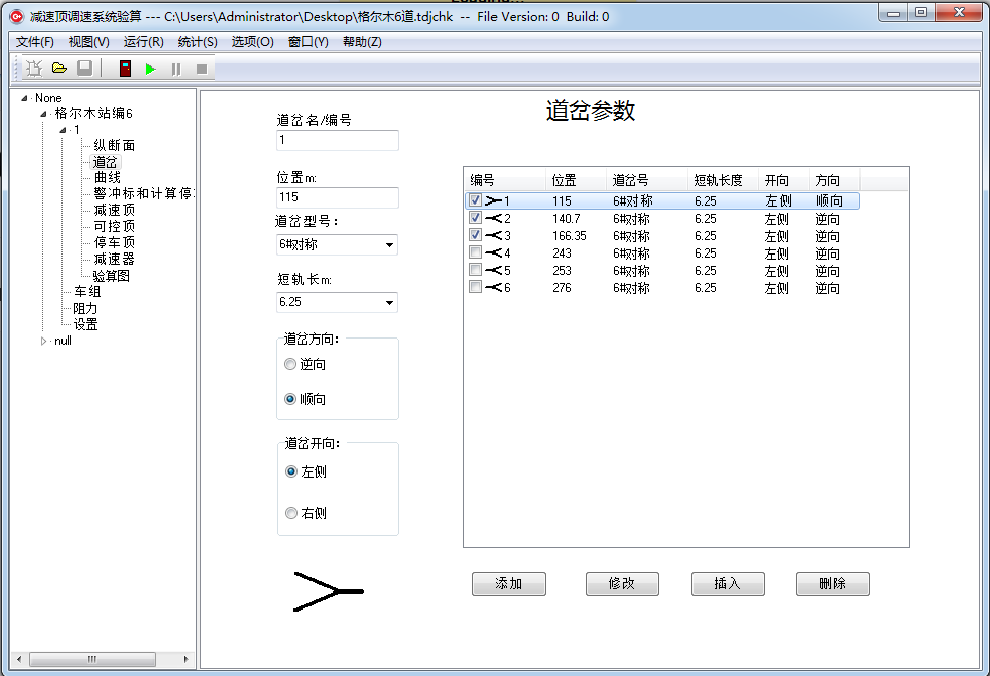 减速顶调速系统验算 --- C:\Users\Administrator\Desktop\格尔木6道.tdjchk -- File Version: 0 Build: 0
文件(F) 视图(V) 运行(R) 统计(S) 选项(O) 窗口(Y) 帮助(Z)
None
格尔木站编6
1
纵断面
道岔
曲线
警冲标和计算停
减速顶
可控顶
停车顶
减速器
验算图
车组
阻力
设置
null
道岔参数
道岔名/编号
1
位置m:
115
道岔型号:
6#对称
短轨长m:
6.25
道岔方向:
逆向
顺向
道岔开向:
左侧
右侧
编号 位置 道岔号 短轨长度 开向 方向
1 115 6#对称 6.25 左侧 顺向
2 140.7 6#对称 6.25 左侧 逆向
3 166.35 6#对称 6.25 左侧 逆向
4 243 6#对称 6.25 左侧 逆向
5 253 6#对称 6.25 左侧 逆向
6 276 6#对称 6.25 左侧 逆向
添加 修改 插入 删除